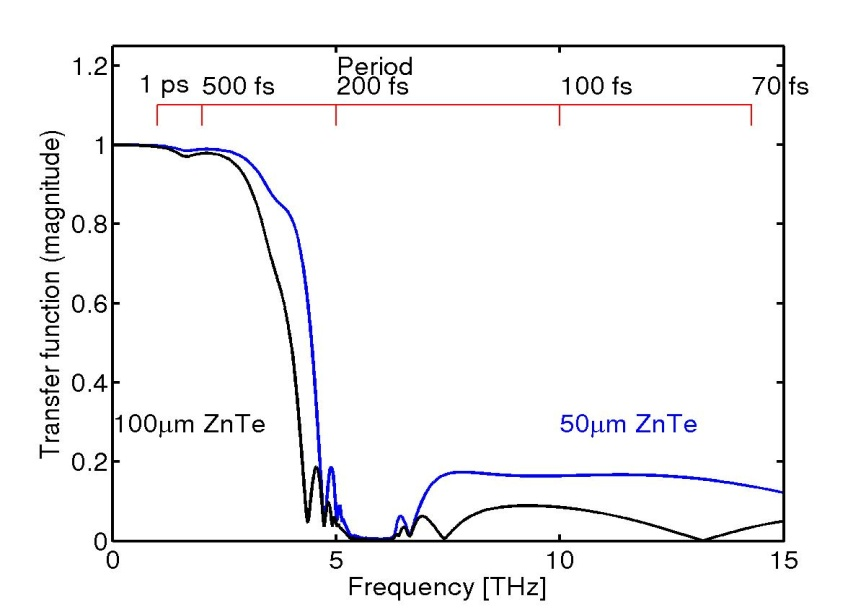 1.2
Period
1 ps 500 fs 200 fs 100 fs 70 fs
1
0.8
0.6
0.4
0.2
0
Transfer function (magnitude)
100μm ZnTe 50μm ZnTe
0 5 10 15
Frequency [THz]